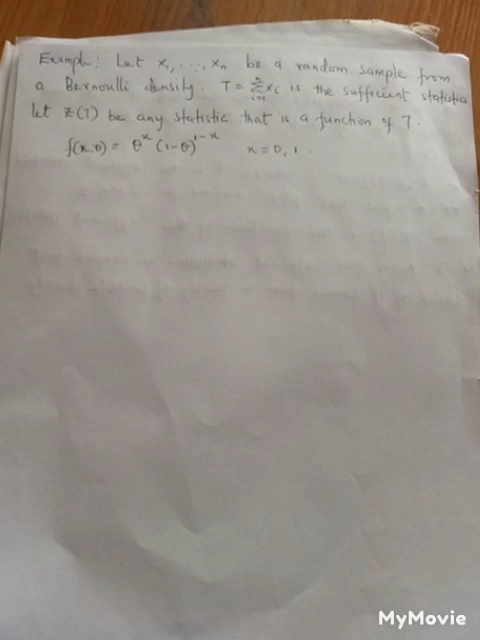 Example: Let x₁, ..., xₙ be a random sample from
a Bernoulli density. T = Σᵢ₌₁ⁿ xᵢ is the sufficient statistic
let Z(T) be any statistic that is a function of T.
f(x;θ) = θˣ (1-θ)¹⁻ˣ x = 0, 1.
MyMovie